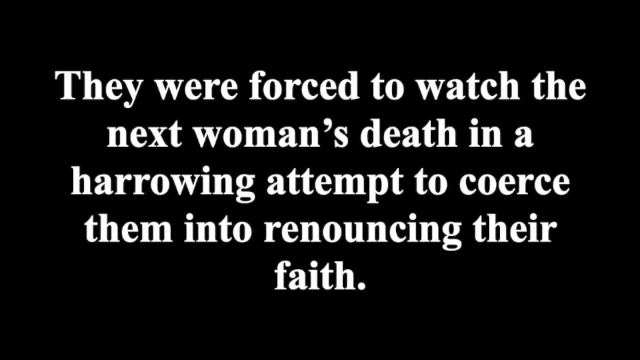 They were forced to watch the
next woman’s death in a
harrowing attempt to coerce
them into renouncing their
faith.